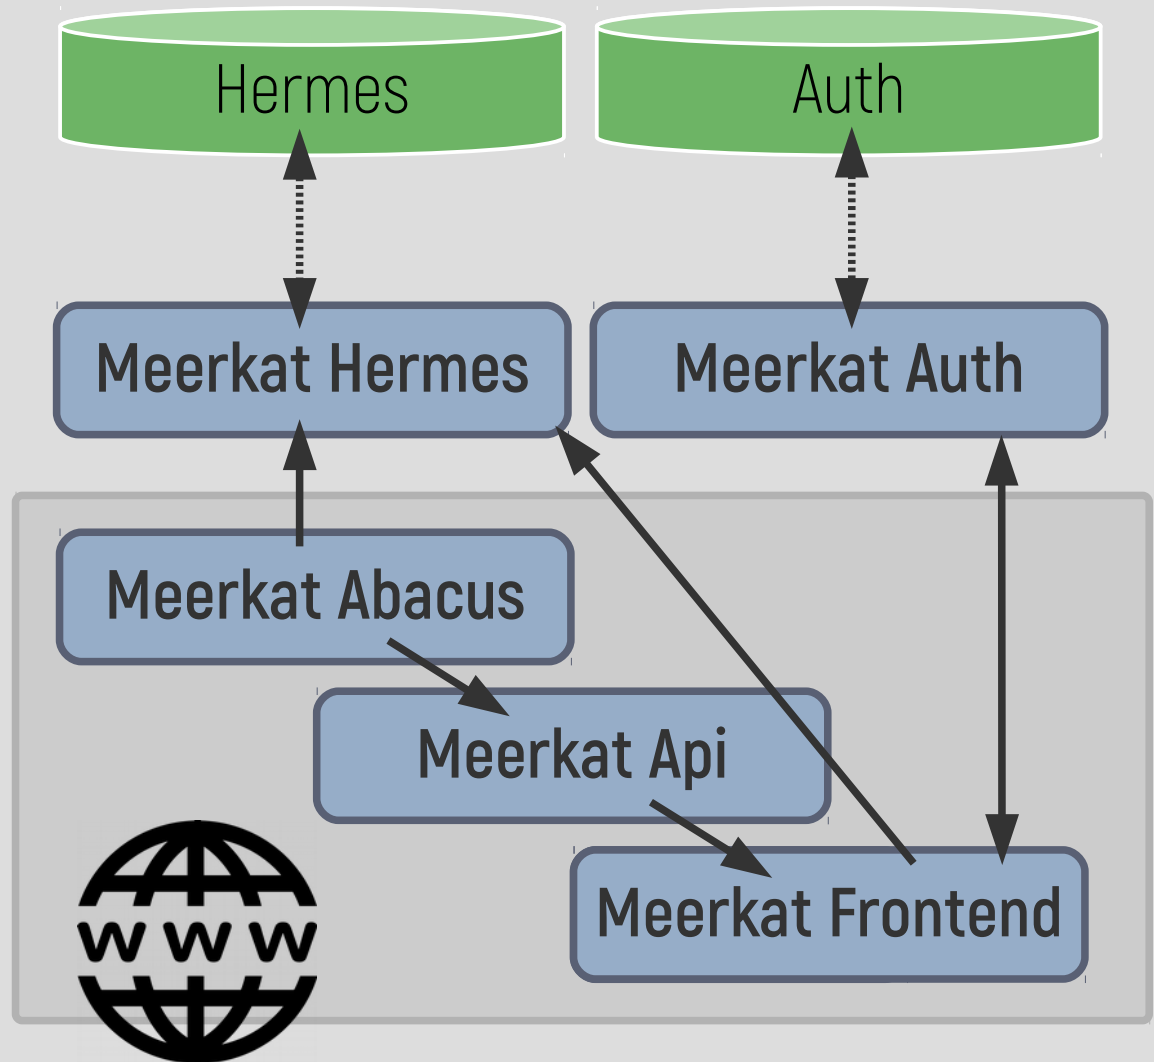 Hermes
Auth
Meerkat Hermes
Meerkat Auth
Meerkat Abacus
Meerkat Api
Meerkat Frontend
W W W